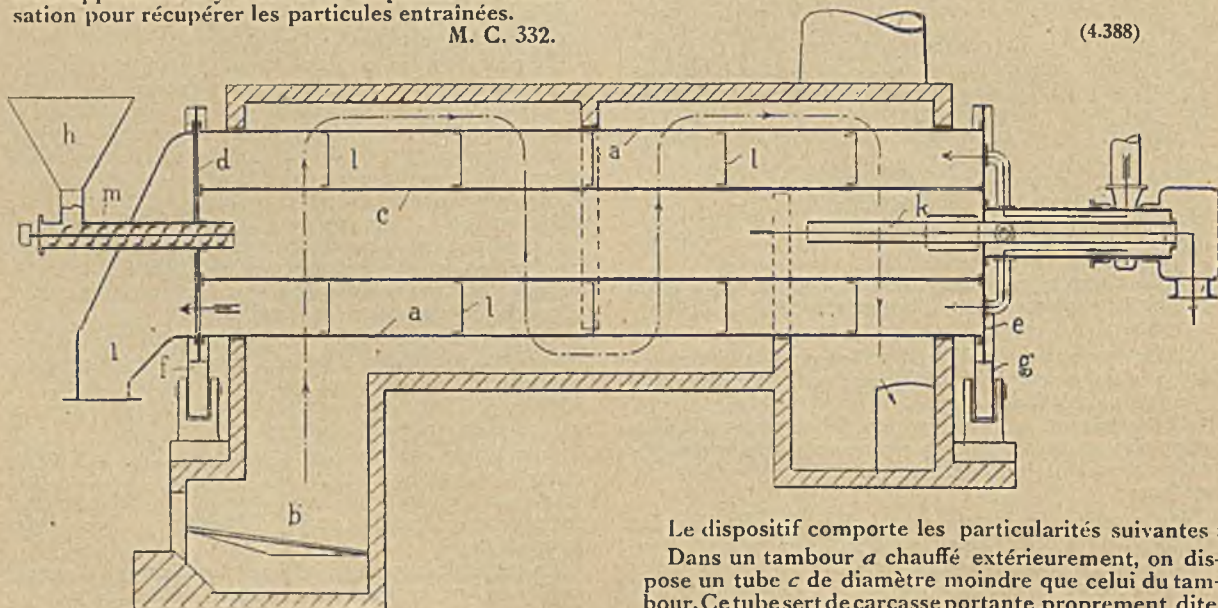 sation pour récupérer les particules entraînées.
M. C. 332.
(4.388)
h
m
d
l
a
l
c
k
a
l
e
l
f
g
b
Le dispositif comporte les particularités suivantes :
Dans un tambour a chauffé extérieurement, on dis-
pose un tube c de diamètre moindre que celui du tam-
bour. Ce tube sert de carcasse portante proprement dite